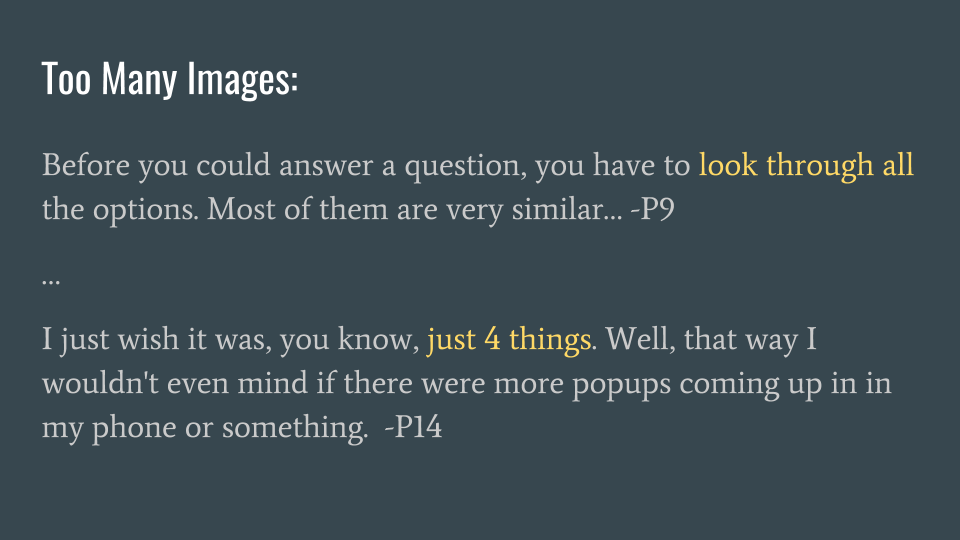 Too Many Images:
Before you could answer a question, you have to look through all
the options. Most of them are very similar... -P9
...
I just wish it was, you know, just 4 things. Well, that way I
wouldn't even mind if there were more popups coming up in in
my phone or something.  -P14